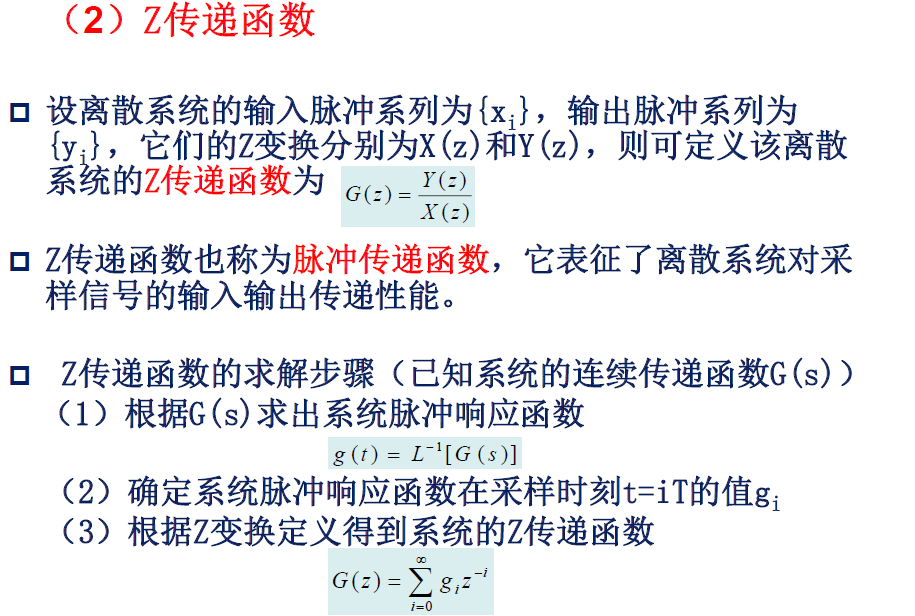 （2）Z传递函数
设离散系统的输入脉冲系列为{x_i}，输出脉冲系列为
{y_i}，它们的Z变换分别为X(z)和Y(z)，则可定义该离散
系统的Z传递函数为 G(z) = Y(z) / X(z)
Z传递函数也称为脉冲传递函数，它表征了离散系统对采
样信号的输入输出传递性能。
Z传递函数的求解步骤（已知系统的连续传递函数G(s)）
（1）根据G(s)求出系统脉冲响应函数
g(t) = L⁻¹[G(s)]
（2）确定系统脉冲响应函数在采样时刻t=iT的值g_i
（3）根据Z变换定义得到系统的Z传递函数
G(z) = ∑_{i=0}^{∞} g_i z^{-i}